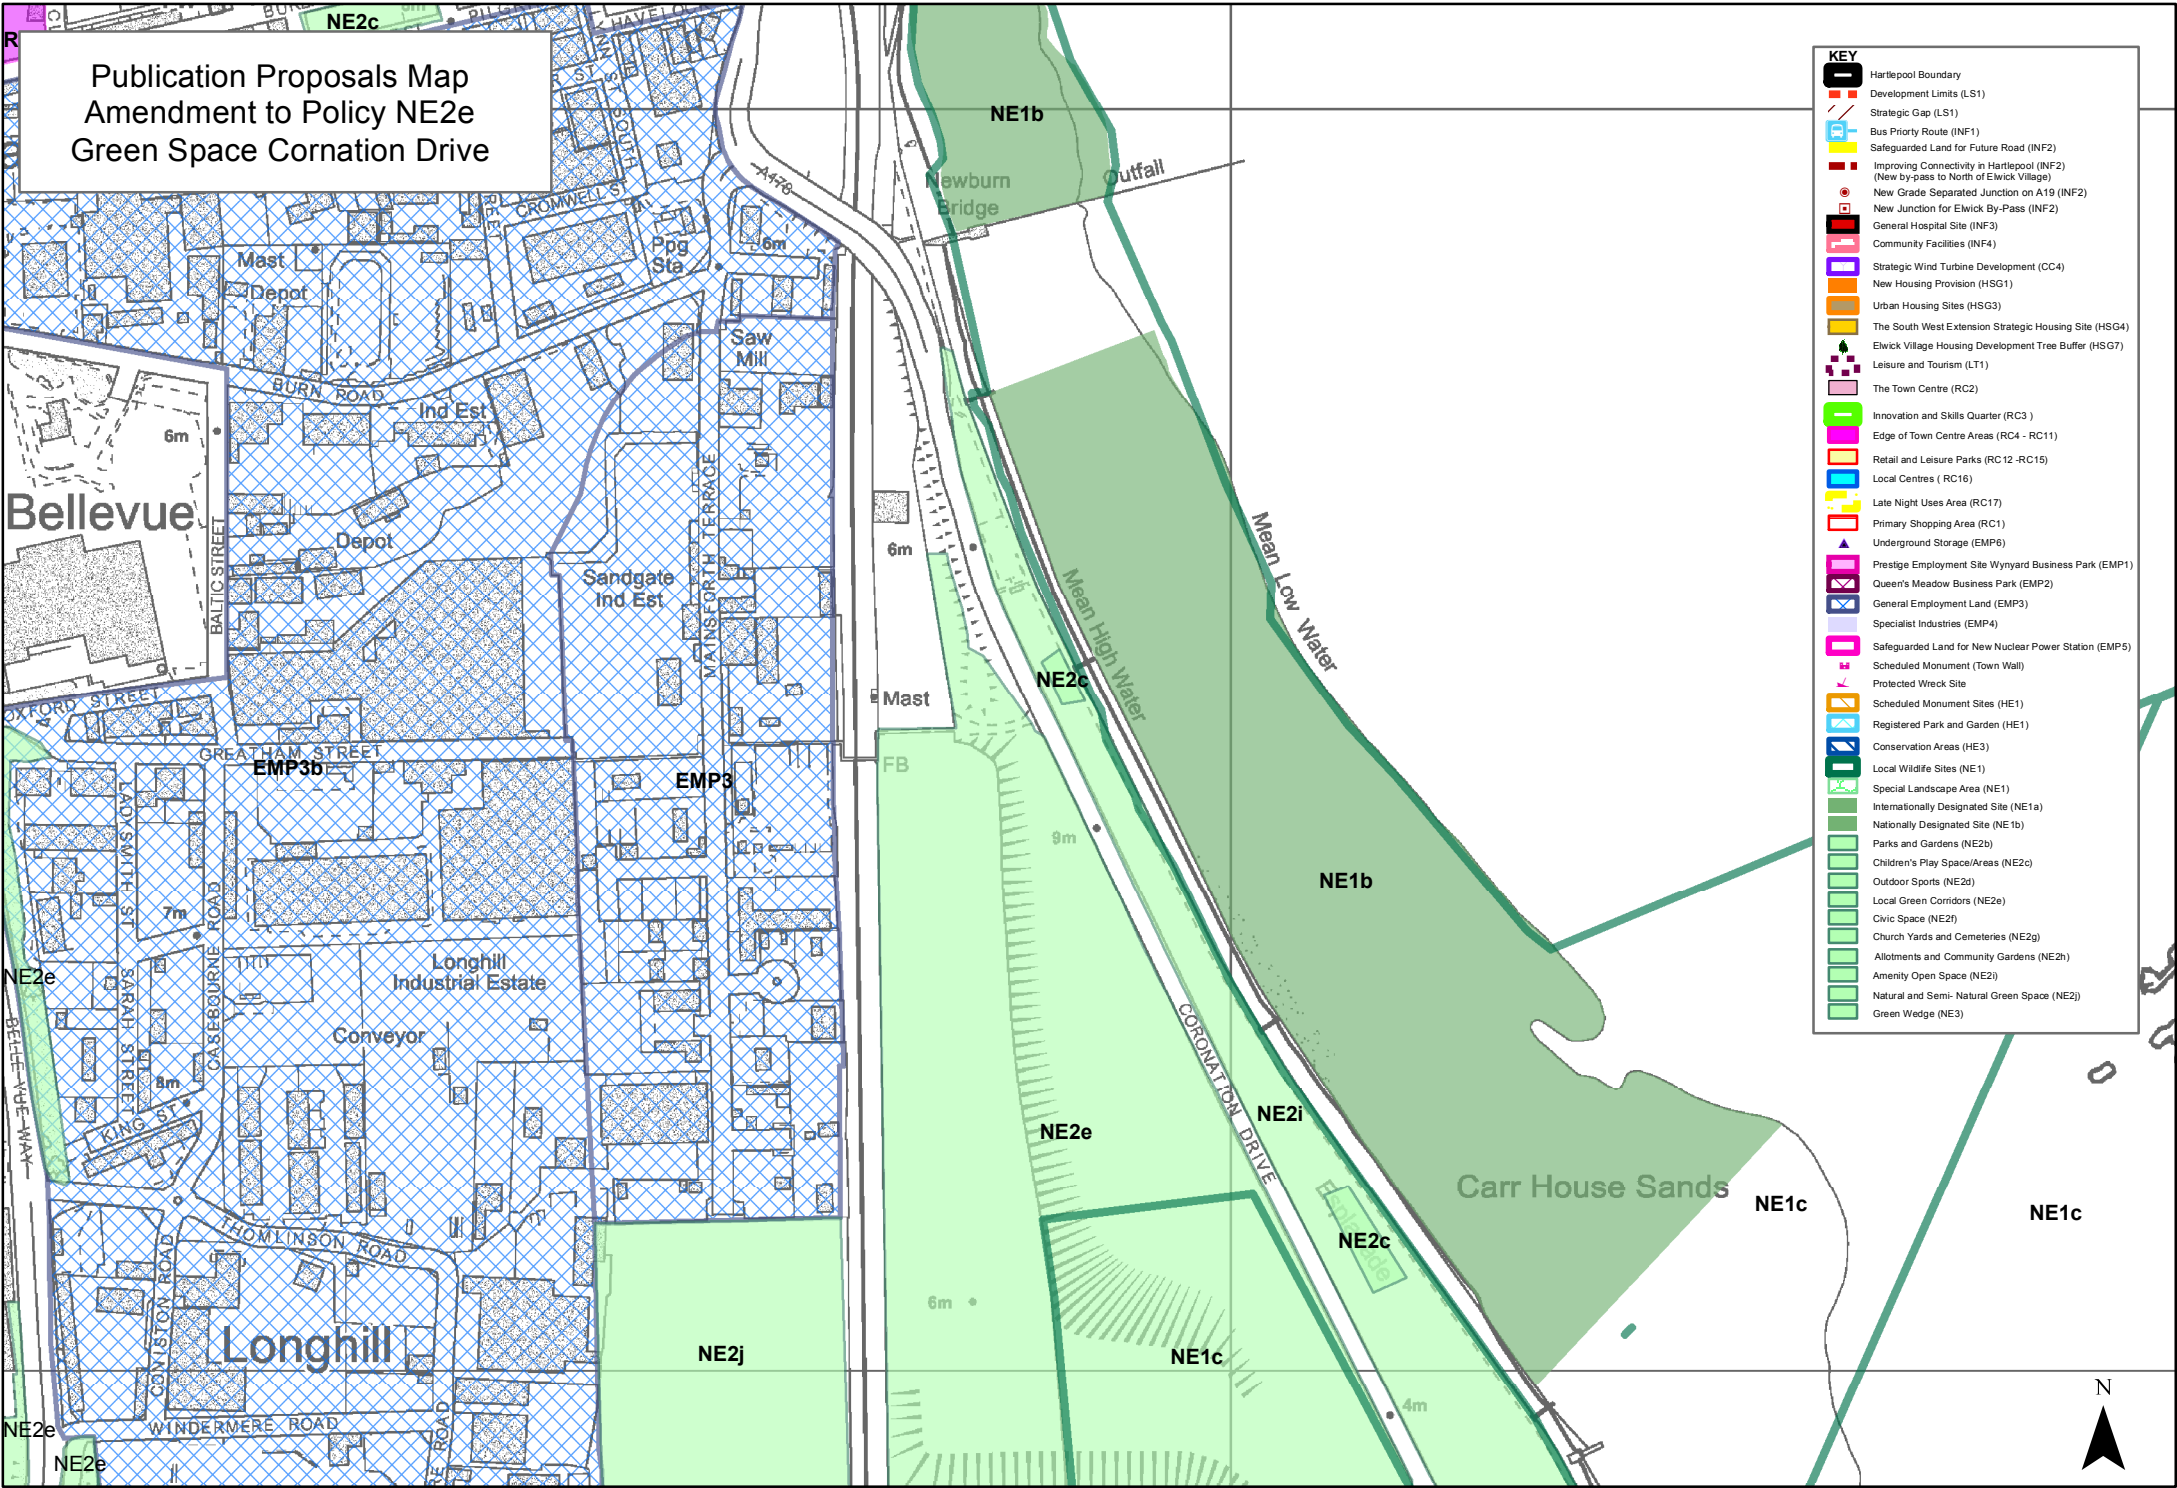 Publication Proposals Map
Amendment to Policy NE2e
Green Space Cornation Drive
NE2c
HAVELOCK
LYNN ST SOUTH
CROMWELL ST
A178
NE1b
Newburn
Bridge
Outfall
Mast
Depot
Ppg
Sta
6m
Saw
Mill
BURN ROAD
Ind Est
6m
Bellevue
BALTIC STREET
Depot
Sandgate
Ind Est
MAINSFORTH TERRACE
6m
Mean High Water
Mean Low Water
NE2c
Mast
OXFORD STREET
GREATHAM STREET
EMP3b
EMP3
FB
9m
NE1b
LADYSMITH ST
7m
CASEBOURNE ROAD
NE2e
SARAH STREET
Longhill
Industrial Estate
Conveyor
BELLE VUE WAY
8m
KING ST
CORONATION DRIVE
NE2i
NE2e
Carr House Sands
NE1c
NE1c
Esplanade
NE2c
THOMLINSON ROAD
CONISTON ROAD
6m
Longhill
NE2j
NE1c
4m
NE2e
WINDERMERE ROAD
NE2e
N
KEY
Hartlepool Boundary
Development Limits (LS1)
Strategic Gap (LS1)
Bus Priorty Route (INF1)
Safeguarded Land for Future Road (INF2)
Improving Connectivity in Hartlepool (INF2)
(New by-pass to North of Elwick Village)
New Grade Separated Junction on A19 (INF2)
New Junction for Elwick By-Pass (INF2)
General Hospital Site (INF3)
Community Facilities (INF4)
Strategic Wind Turbine Development (CC4)
New Housing Provision (HSG1)
Urban Housing Sites (HSG3)
The South West Extension Strategic Housing Site (HSG4)
Elwick Village Housing Development Tree Buffer (HSG7)
Leisure and Tourism (LT1)
The Town Centre (RC2)
Innovation and Skills Quarter (RC3 )
Edge of Town Centre Areas (RC4 - RC11)
Retail and Leisure Parks (RC12 -RC15)
Local Centres ( RC16)
Late Night Uses Area (RC17)
Primary Shopping Area (RC1)
Underground Storage (EMP6)
Prestige Employment Site Wynyard Business Park (EMP1)
Queen's Meadow Business Park (EMP2)
General Employment Land (EMP3)
Specialist Industries (EMP4)
Safeguarded Land for New Nuclear Power Station (EMP5)
Scheduled Monument (Town Wall)
Protected Wreck Site
Scheduled Monument Sites (HE1)
Registered Park and Garden (HE1)
Conservation Areas (HE3)
Local Wildlife Sites (NE1)
Special Landscape Area (NE1)
Internationally Designated Site (NE1a)
Nationally Designated Site (NE1b)
Parks and Gardens (NE2b)
Children's Play Space/Areas (NE2c)
Outdoor Sports (NE2d)
Local Green Corridors (NE2e)
Civic Space (NE2f)
Church Yards and Cemeteries (NE2g)
Allotments and Community Gardens (NE2h)
Amenity Open Space (NE2i)
Natural and Semi- Natural Green Space (NE2j)
Green Wedge (NE3)